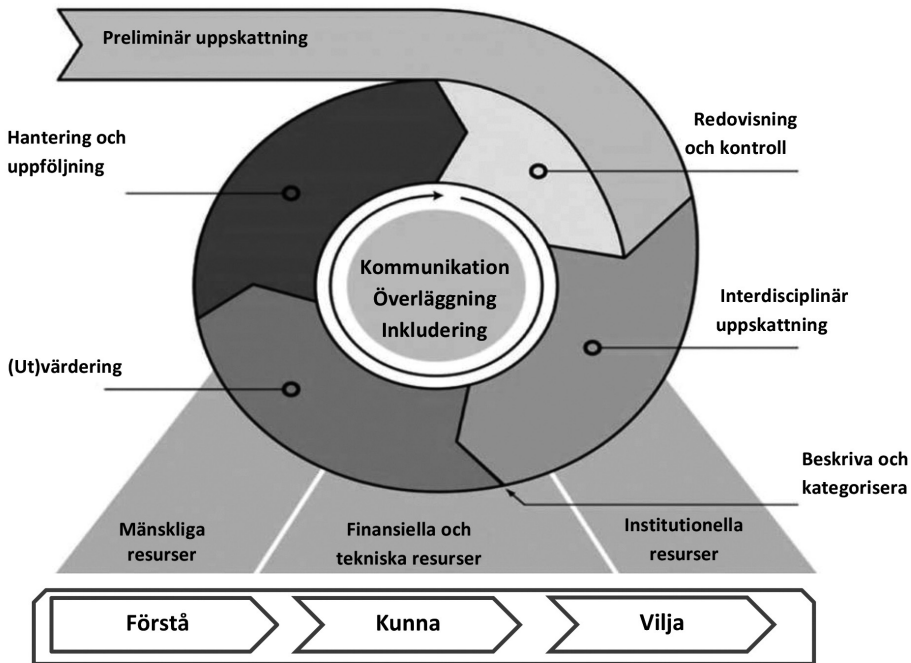 Preliminär uppskattning
Hantering och
uppföljning
Redovisning
och kontroll
Kommunikation
Överläggning
Inkludering
Interdisciplinär
uppskattning
(Ut)värdering
Beskriva och
kategorisera
Mänskliga
resurser
Finansiella och
tekniska resurser
Institutionella
resurser
Förstå
Kunna
Vilja